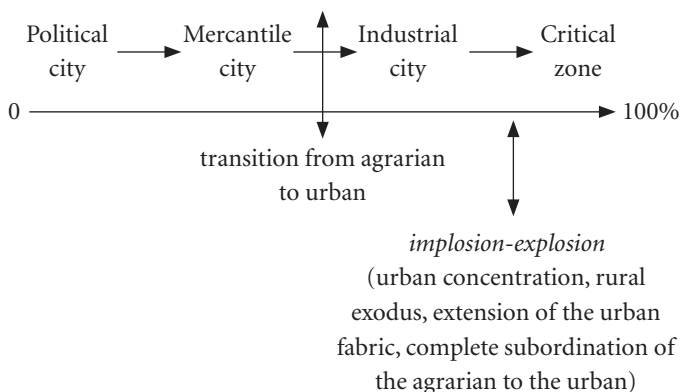 Political Mercantile Industrial Critical
city city city zone
0 100%
transition from agrarian
to urban
implosion-explosion
(urban concentration, rural
exodus, extension of the urban
fabric, complete subordination of
the agrarian to the urban)